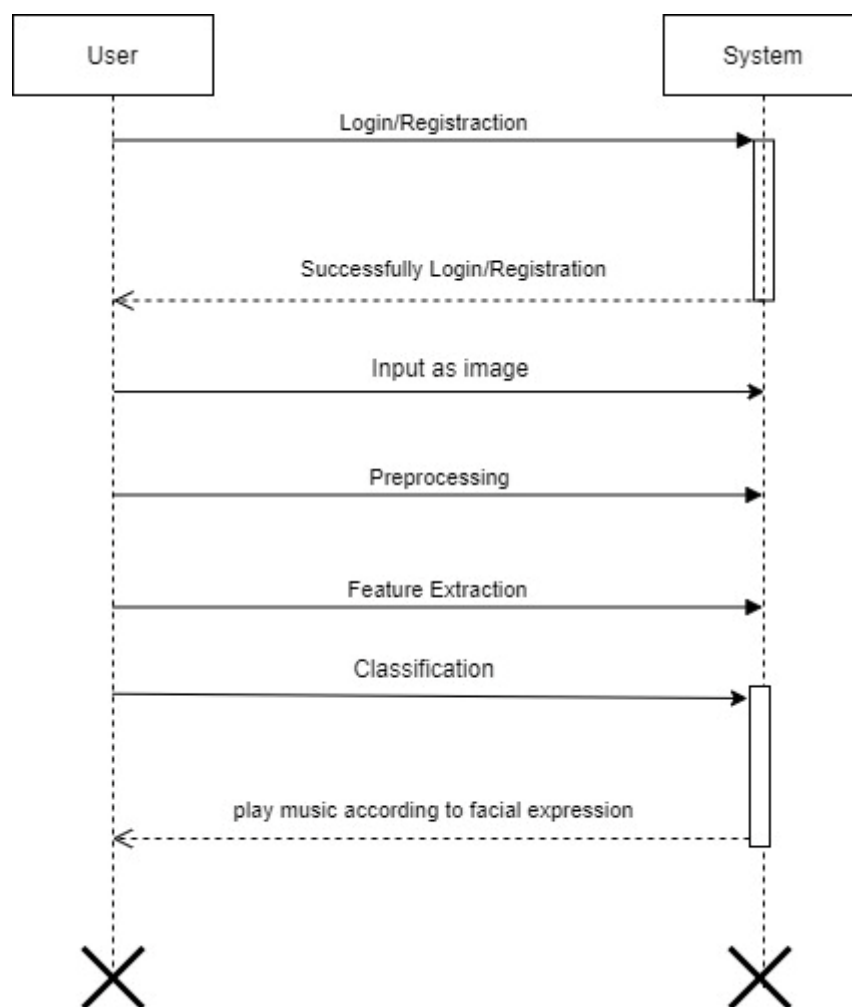 User
System
Login/Registraction
Successfully Login/Registration
Input as image
Preprocessing
Feature Extraction
Classification
play music according to facial expression